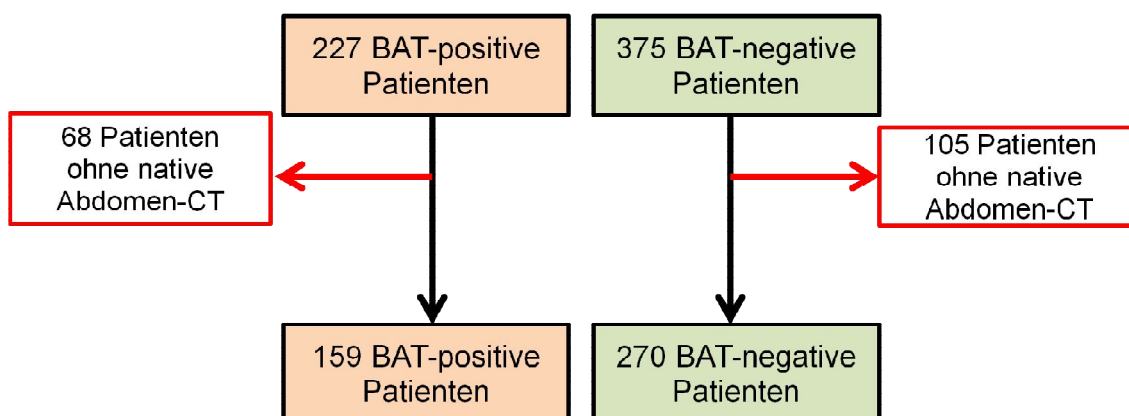 227 BAT-positive
Patienten
375 BAT-negative
Patienten
68 Patienten
ohne native
Abdomen-CT
105 Patienten
ohne native
Abdomen-CT
159 BAT-positive
Patienten
270 BAT-negative
Patienten